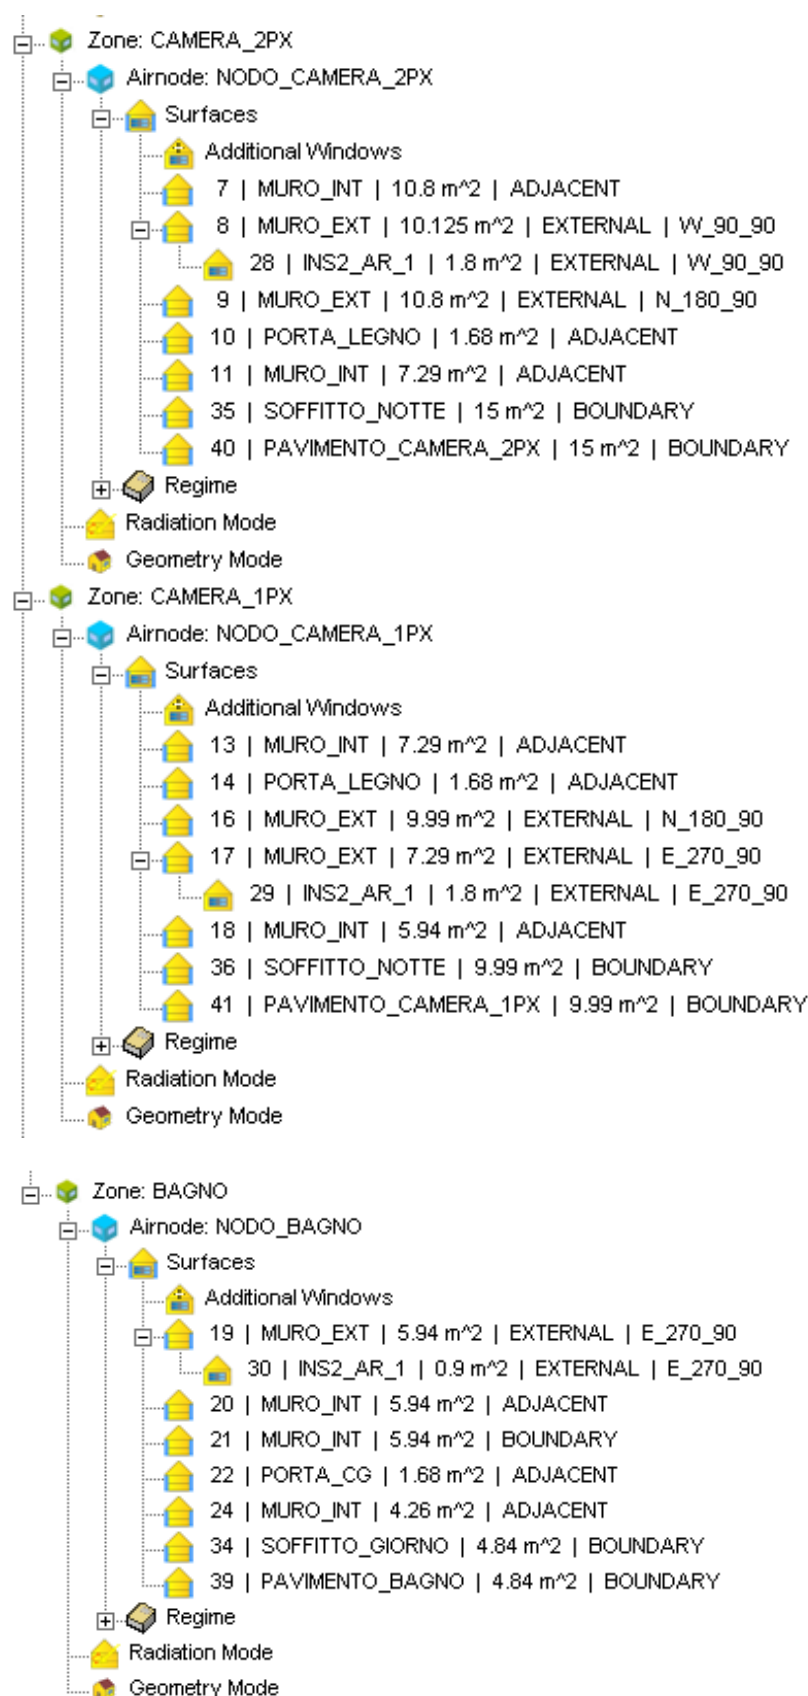 Zone: CAMERA_2PX
Airnode: NODO_CAMERA_2PX
Surfaces
Additional Windows
7 | MURO_INT | 10.8 m^2 | ADJACENT
8 | MURO_EXT | 10.125 m^2 | EXTERNAL | W_90_90
28 | INS2_AR_1 | 1.8 m^2 | EXTERNAL | W_90_90
9 | MURO_EXT | 10.8 m^2 | EXTERNAL | N_180_90
10 | PORTA_LEGNO | 1.68 m^2 | ADJACENT
11 | MURO_INT | 7.29 m^2 | ADJACENT
35 | SOFFITTO_NOTTE | 15 m^2 | BOUNDARY
40 | PAVIMENTO_CAMERA_2PX | 15 m^2 | BOUNDARY
Regime
Radiation Mode
Geometry Mode
Zone: CAMERA_1PX
Airnode: NODO_CAMERA_1PX
Surfaces
Additional Windows
13 | MURO_INT | 7.29 m^2 | ADJACENT
14 | PORTA_LEGNO | 1.68 m^2 | ADJACENT
16 | MURO_EXT | 9.99 m^2 | EXTERNAL | N_180_90
17 | MURO_EXT | 7.29 m^2 | EXTERNAL | E_270_90
29 | INS2_AR_1 | 1.8 m^2 | EXTERNAL | E_270_90
18 | MURO_INT | 5.94 m^2 | ADJACENT
36 | SOFFITTO_NOTTE | 9.99 m^2 | BOUNDARY
41 | PAVIMENTO_CAMERA_1PX | 9.99 m^2 | BOUNDARY
Regime
Radiation Mode
Geometry Mode
Zone: BAGNO
Airnode: NODO_BAGNO
Surfaces
Additional Windows
19 | MURO_EXT | 5.94 m^2 | EXTERNAL | E_270_90
30 | INS2_AR_1 | 0.9 m^2 | EXTERNAL | E_270_90
20 | MURO_INT | 5.94 m^2 | ADJACENT
21 | MURO_INT | 5.94 m^2 | BOUNDARY
22 | PORTA_CG | 1.68 m^2 | ADJACENT
24 | MURO_INT | 4.26 m^2 | ADJACENT
34 | SOFFITTO_GIORNO | 4.84 m^2 | BOUNDARY
39 | PAVIMENTO_BAGNO | 4.84 m^2 | BOUNDARY
Regime
Radiation Mode
Geometry Mode